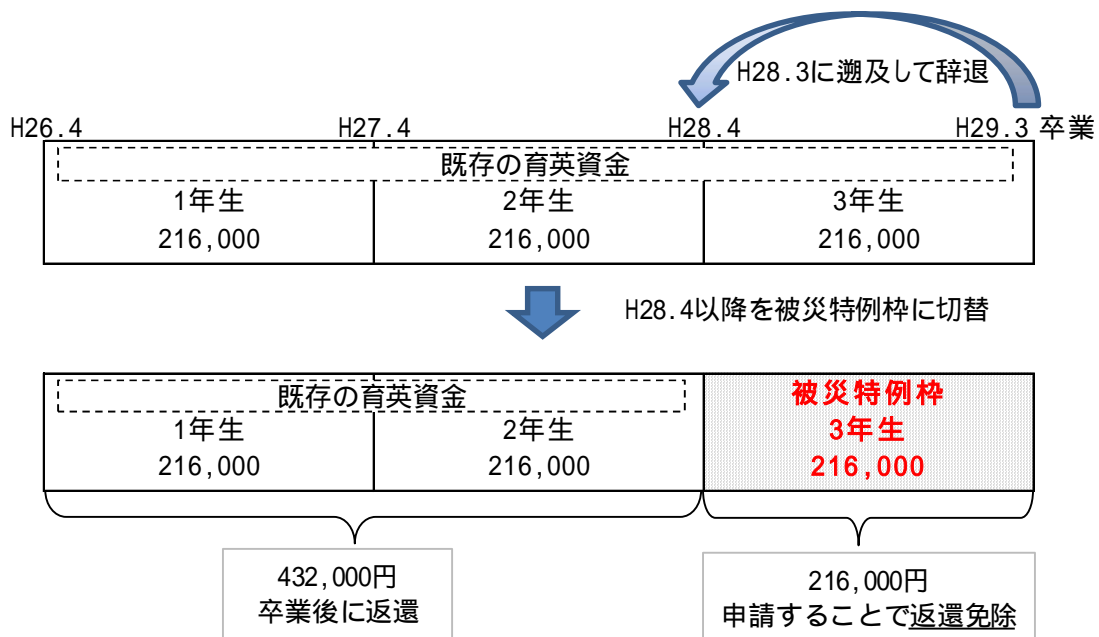 H28.3に遡及して辞退
H26.4 H27.4 H28.4 H29.3 卒業
既存の育英資金
1年生 2年生 3年生
216,000 216,000 216,000
H28.4以降を被災特例枠に切替
既存の育英資金 被災特例枠
1年生 2年生 3年生
216,000 216,000 216,000
432,000円 216,000円
卒業後に返還 申請することで返還免除